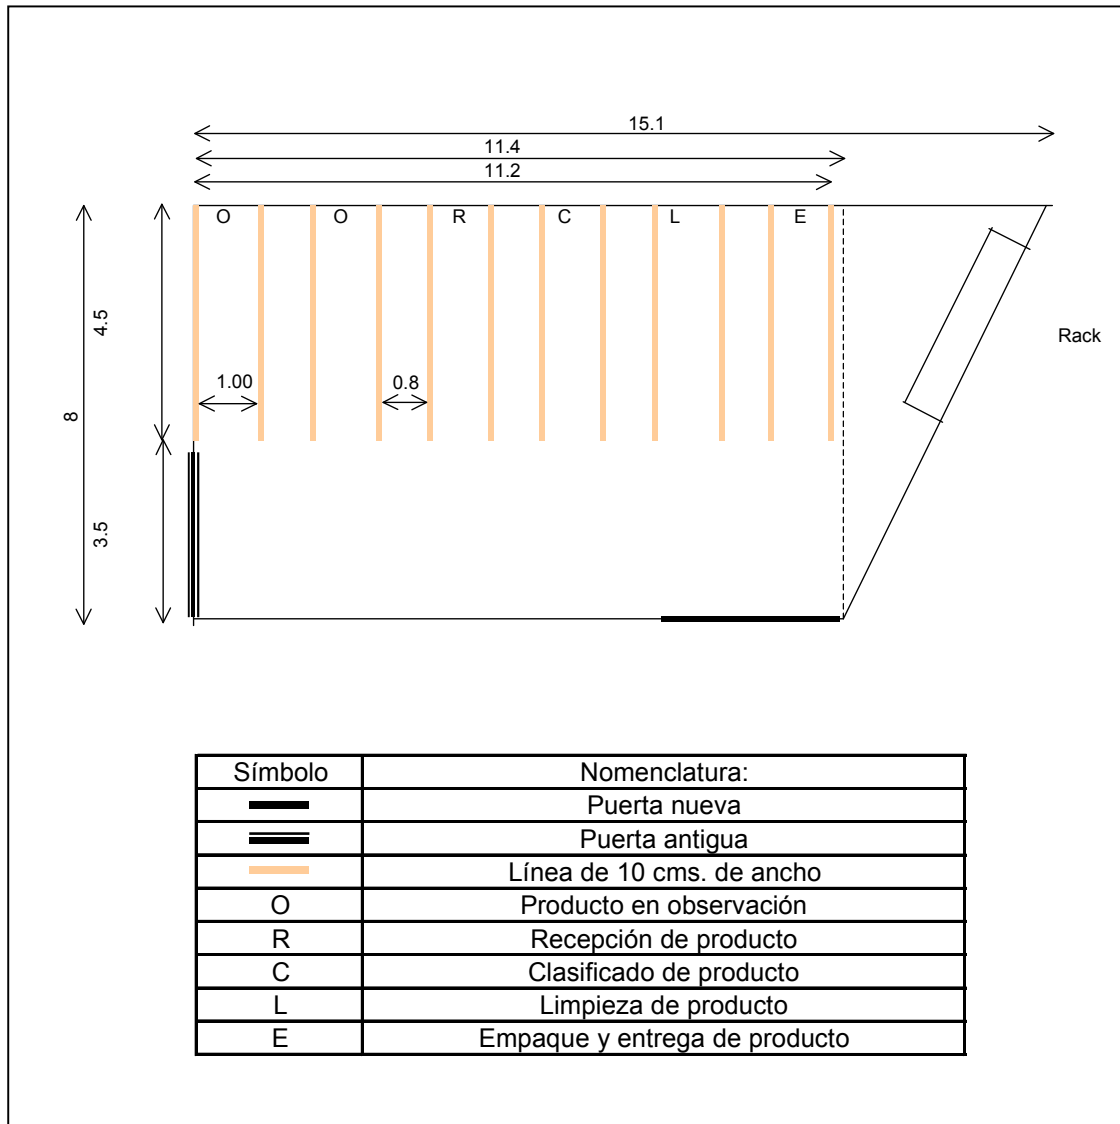 15.1
11.4
11.2
O O R C L E
4.5
Rack
1.00
0.8
8
3.5
Símbolo Nomenclatura:
Puerta nueva
Puerta antigua
Línea de 10 cms. de ancho
O Producto en observación
R Recepción de producto
C Clasificado de producto
L Limpieza de producto
E Empaque y entrega de producto